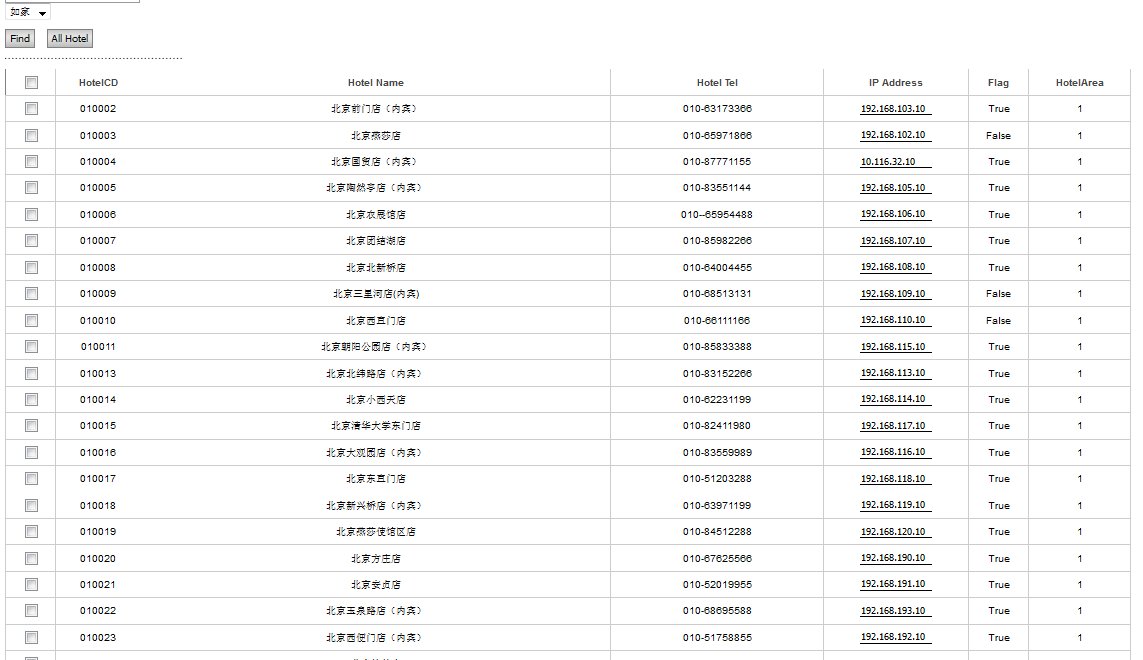 如家
Find All Hotel
HotelCD Hotel Name Hotel Tel IP Address Flag HotelArea
010002 北京前门店（内宾） 010-63173366 192.168.103.10 True 1
010003 北京燕莎店 010-65971866 192.168.102.10 False 1
010004 北京国贸店（内宾） 010-87771155 10.116.32.10 True 1
010005 北京陶然亭店（内宾） 010-83551144 192.168.105.10 True 1
010006 北京农展馆店 010--65954488 192.168.106.10 True 1
010007 北京团结湖店 010-85982266 192.168.107.10 True 1
010008 北京北新桥店 010-64004455 192.168.108.10 True 1
010009 北京三里河店(内宾) 010-68513131 192.168.109.10 False 1
010010 北京西直门店 010-66111166 192.168.110.10 False 1
010011 北京朝阳公园店（内宾） 010-85833388 192.168.115.10 True 1
010013 北京北纬路店（内宾） 010-83152266 192.168.113.10 True 1
010014 北京小西天店 010-62231199 192.168.114.10 True 1
010015 北京清华大学东门店 010-82411980 192.168.117.10 True 1
010016 北京大观园店（内宾） 010-83559989 192.168.116.10 True 1
010017 北京东直门店 010-51203288 192.168.118.10 True 1
010018 北京新兴桥店（内宾） 010-63971199 192.168.119.10 True 1
010019 北京燕莎使馆区店 010-84512288 192.168.120.10 True 1
010020 北京方庄店 010-67625566 192.168.190.10 True 1
010021 北京安贞店 010-52019955 192.168.191.10 True 1
010022 北京玉泉路店（内宾） 010-68695588 192.168.193.10 True 1
010023 北京西便门店（内宾） 010-51758855 192.168.192.10 True 1